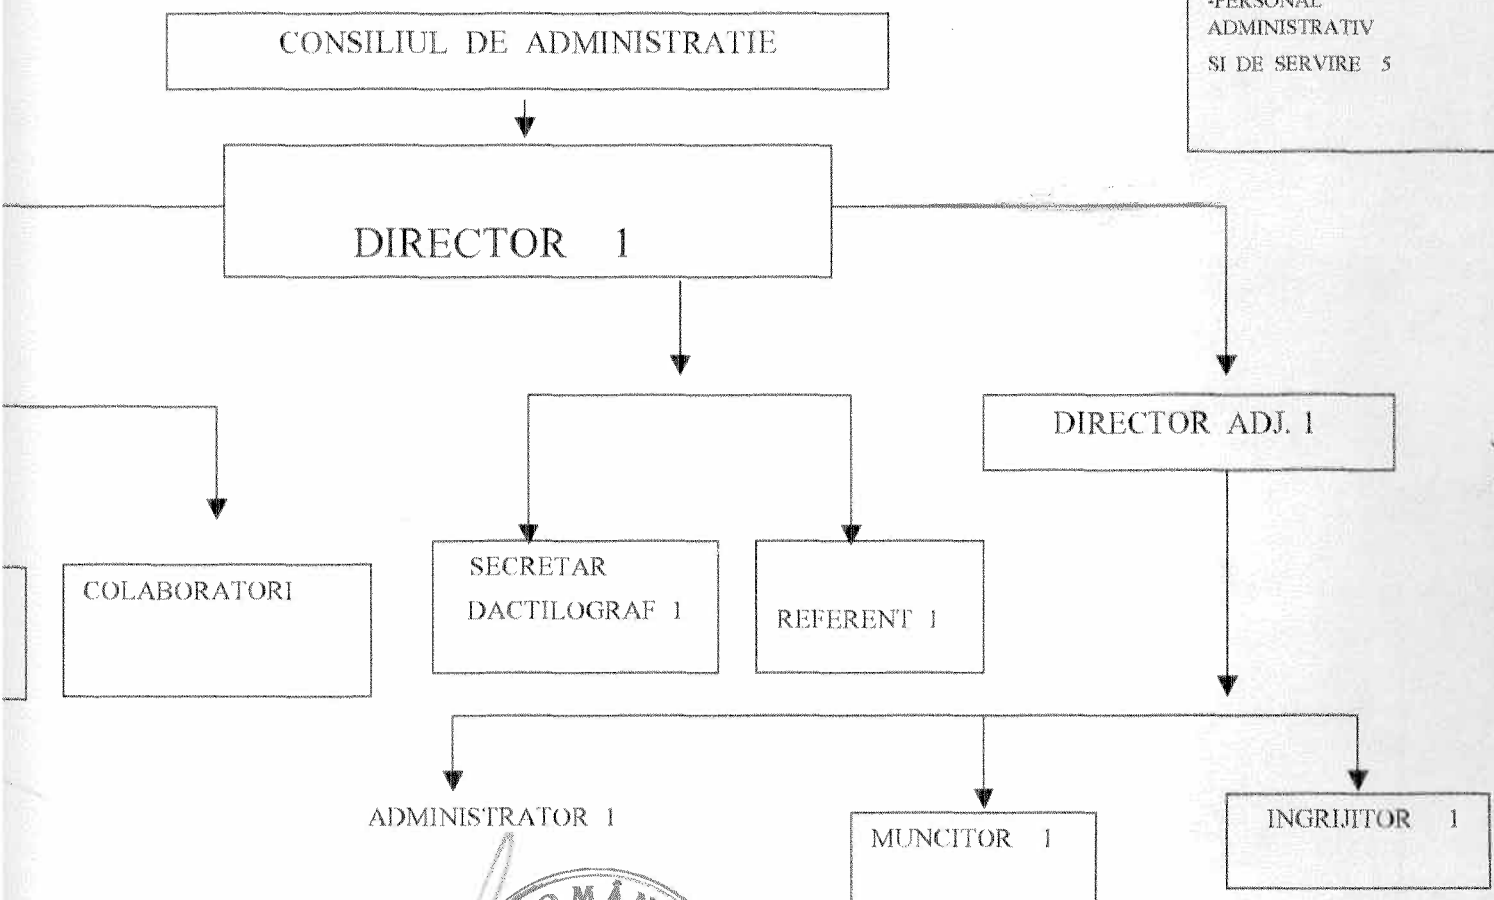 -PERSONAL
ADMINISTRATIV
SI DE SERVIRE 5
CONSILIUL DE ADMINISTRATIE
DIRECTOR 1
DIRECTOR ADJ. 1
COLABORATORI
SECRETAR
DACTILOGRAF 1
REFERENT 1
ADMINISTRATOR 1
MUNCITOR 1
INGRIJITOR 1